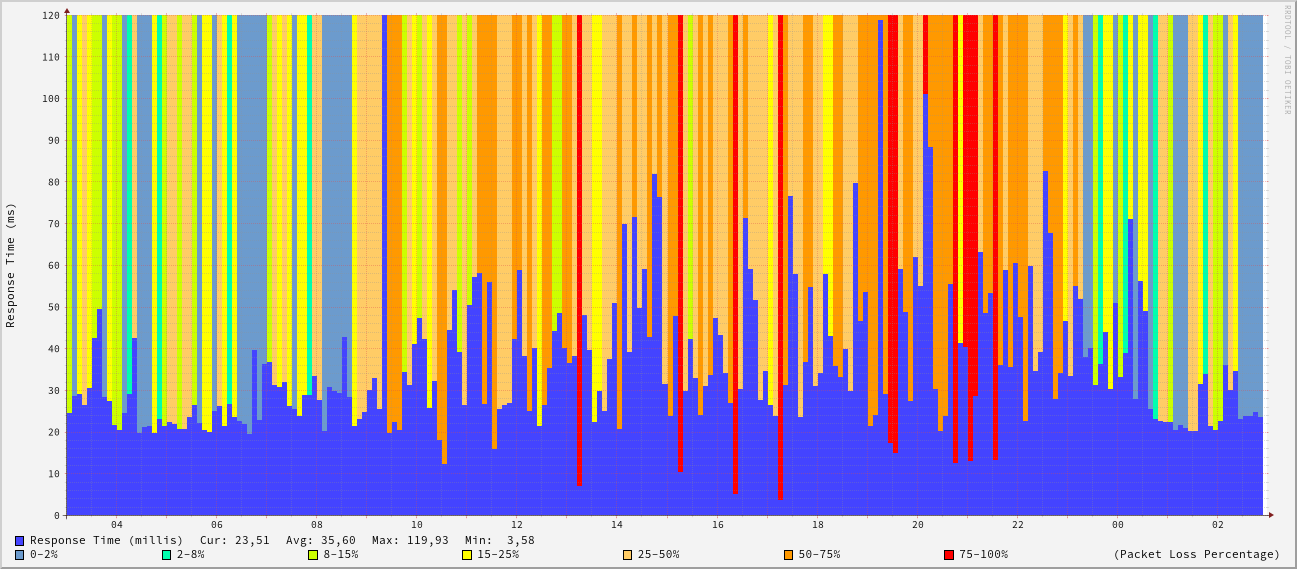 120
110
100
90
80
70
60
50
40
30
20
10
0
Response Time (ms)
RRDTOOL / TOBI OETIKER
04 06 08 10 12 14 16 18 20 22 00 02
Response Time (millis) Cur: 23,51 Avg: 35,60 Max: 119,93 Min: 3,58
0-2% 2-8% 8-15% 15-25% 25-50% 50-75% 75-100% (Packet Loss Percentage)